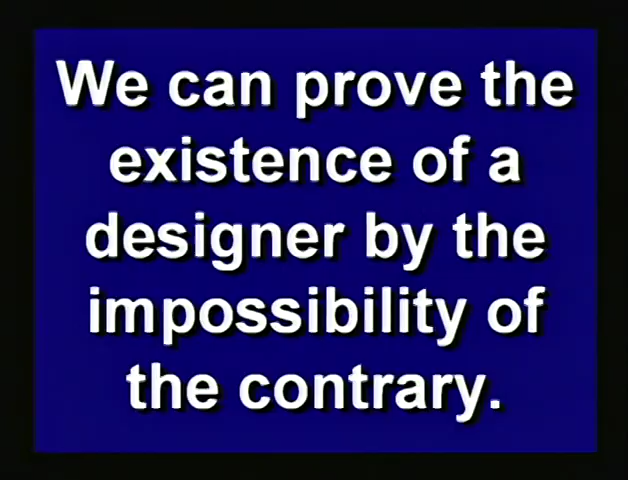 We can prove the
existence of a
designer by the
impossibility of
the contrary.